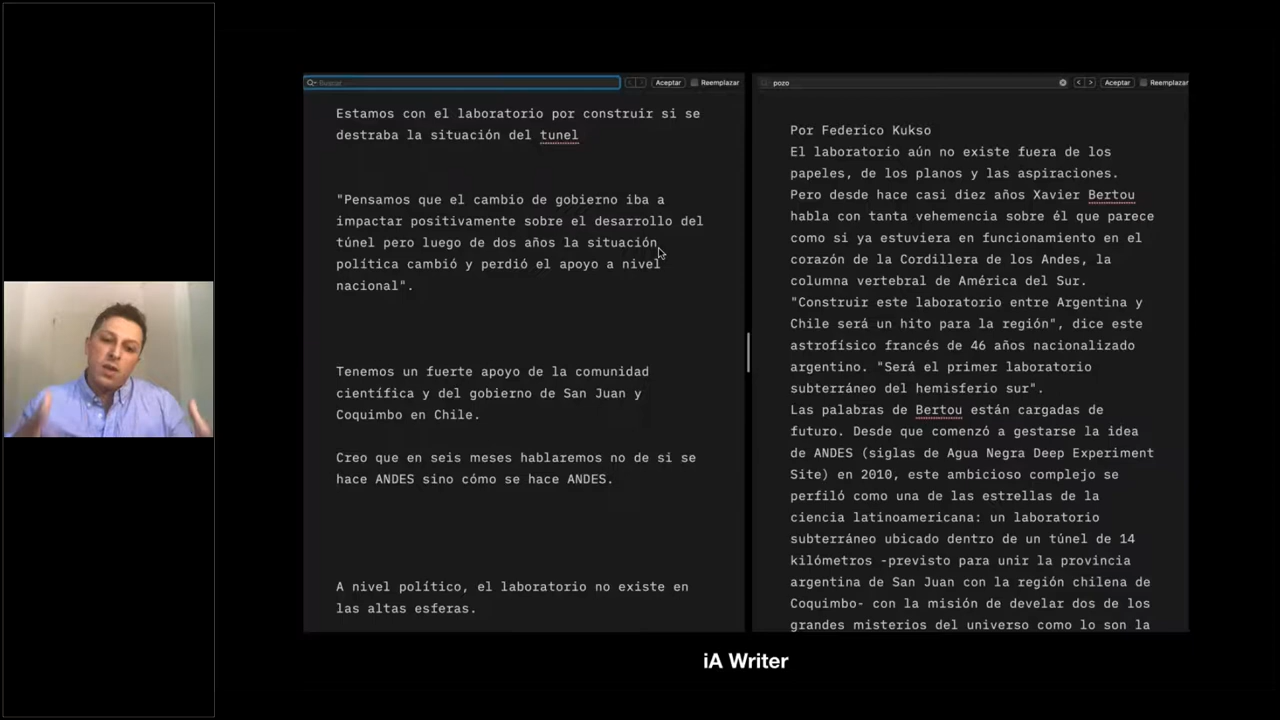 Buscar
Aceptar
Reemplazar
Estamos con el laboratorio por construir si se
destraba la situación del tunel
"Pensamos que el cambio de gobierno iba a
impactar positivamente sobre el desarrollo del
túnel pero luego de dos años la situación
política cambió y perdió el apoyo a nivel
nacional".
Tenemos un fuerte apoyo de la comunidad
científica y del gobierno de San Juan y
Coquimbo en Chile.
Creo que en seis meses hablaremos no de si se
hace ANDES sino cómo se hace ANDES.
A nivel político, el laboratorio no existe en
las altas esferas.
pozo
Aceptar
Reemplazar
Por Federico Kukso
El laboratorio aún no existe fuera de los
papeles, de los planos y las aspiraciones.
Pero desde hace casi diez años Xavier Bertou
habla con tanta vehemencia sobre él que parece
como si ya estuviera en funcionamiento en el
corazón de la Cordillera de los Andes, la
columna vertebral de América del Sur.
"Construir este laboratorio entre Argentina y
Chile será un hito para la región", dice este
astrofísico francés de 46 años nacionalizado
argentino. "Será el primer laboratorio
subterráneo del hemisferio sur".
Las palabras de Bertou están cargadas de
futuro. Desde que comenzó a gestarse la idea
de ANDES (siglas de Agua Negra Deep Experiment
Site) en 2010, este ambicioso complejo se
perfiló como una de las estrellas de la
ciencia latinoamericana: un laboratorio
subterráneo ubicado dentro de un túnel de 14
kilómetros -previsto para unir la provincia
argentina de San Juan con la región chilena de
Coquimbo- con la misión de develar dos de los
grandes misterios del universo como lo son la
iA Writer